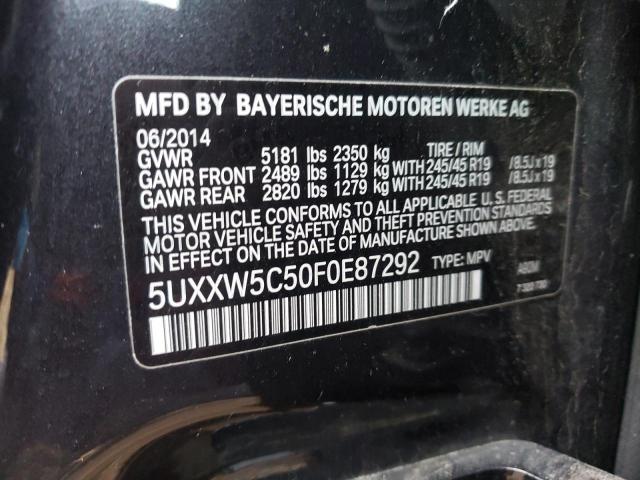 MFD BY BAYERISCHE MOTOREN WERKE AG
06/2014
GVWR 5181 lbs 2350 kg TIRE / RIM
GAWR FRONT 2489 lbs 1129 kg WITH 245/45 R19 / 8.5J x 19
GAWR REAR 2820 lbs 1279 kg WITH 245/45 R19 / 8.5J x 19
THIS VEHICLE CONFORMS TO ALL APPLICABLE U. S. FEDERAL
MOTOR VEHICLE SAFETY AND THEFT PREVENTION STANDARDS
IN EFFECT ON THE DATE OF MANUFACTURE SHOWN ABOVE.
5UXXW5C50F0E87292 TYPE: MPV